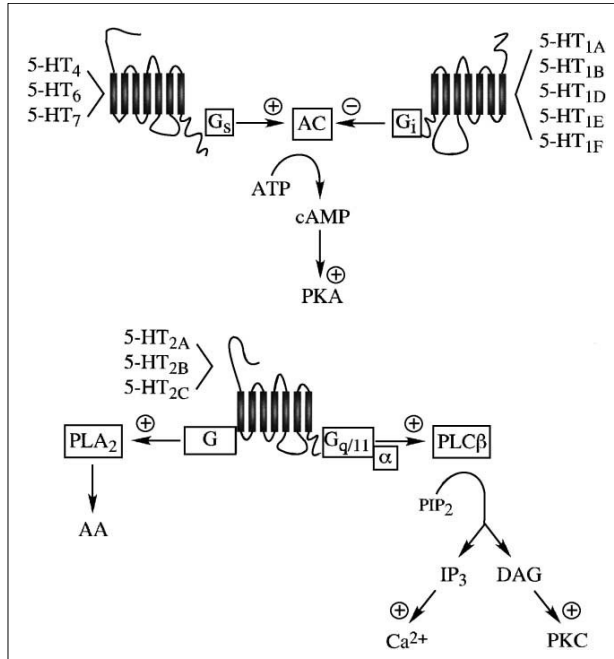 5-HT4
5-HT6
5-HT7
Gs
+
AC
−
Gi
5-HT1A
5-HT1B
5-HT1D
5-HT1E
5-HT1F
ATP
cAMP
+
PKA
5-HT2A
5-HT2B
5-HT2C
PLA2
+
G
Gq/11
α
+
PLCβ
AA
PIP2
IP3
DAG
+
Ca2+
+
PKC